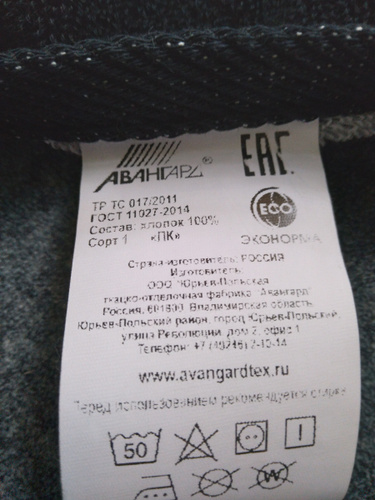 АВАНГАРД®
ЕАС
ТР ТС 017/2011
ГОСТ 11027-2014
Состав: хлопок 100%
Сорт 1 «ПК»
ECO
ЭКОНОРМА
Страна-изготовитель: РОССИЯ
Изготовитель:
ООО "Юрьев-Польская
ткацко-отделочная фабрика "Авангард"
Россия, 601800, Владимирская область,
Юрьев-Польский район, город Юрьев-Польский,
улица Революции, дом 2, офис 1
Телефон: +7 (49246) 2-10-14
www.avangardtex.ru
Перед использованием рекомендуется стирка
50
W